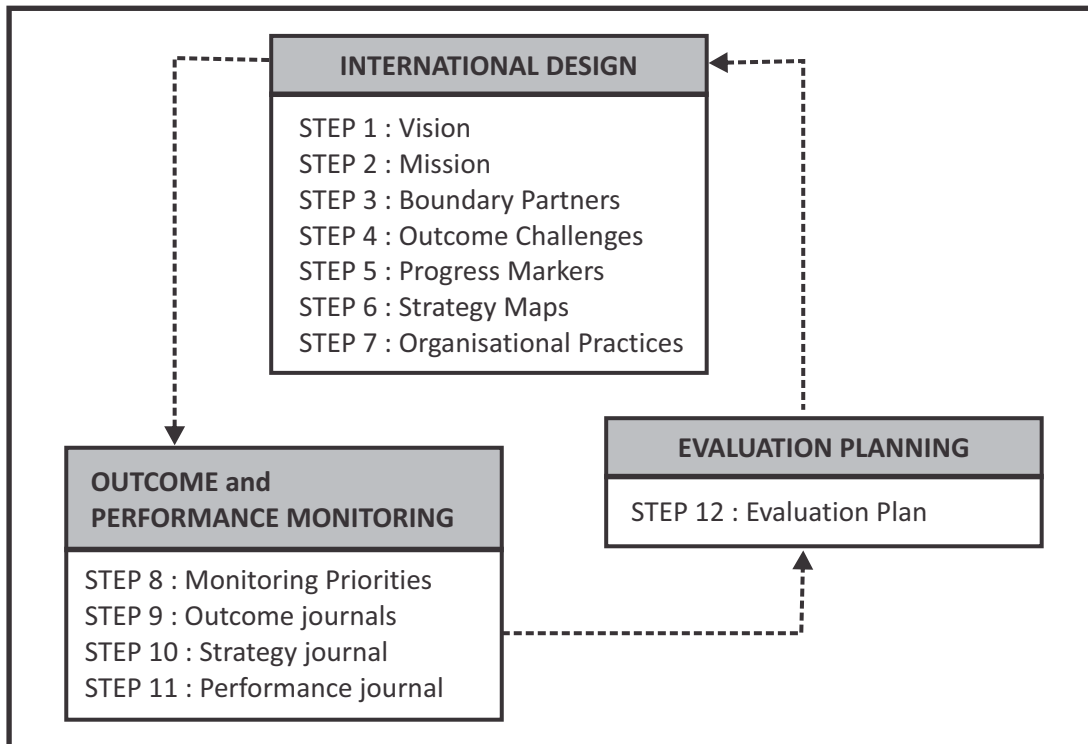 INTERNATIONAL DESIGN
STEP 1 : Vision
STEP 2 : Mission
STEP 3 : Boundary Partners
STEP 4 : Outcome Challenges
STEP 5 : Progress Markers
STEP 6 : Strategy Maps
STEP 7 : Organisational Practices
OUTCOME and
PERFORMANCE MONITORING
STEP 8 : Monitoring Priorities
STEP 9 : Outcome journals
STEP 10 : Strategy journal
STEP 11 : Performance journal
EVALUATION PLANNING
STEP 12 : Evaluation Plan